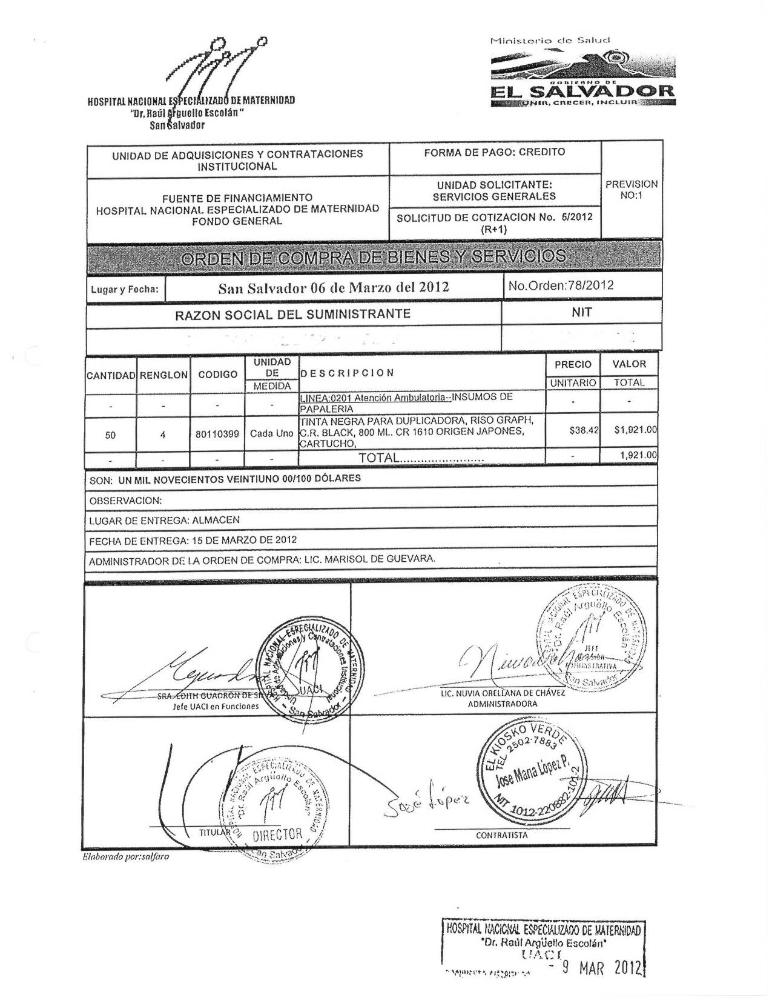 Ministerio de Salud
GOBIERNO DE
EL SALVADOR
UNIR, CRECER, INCLUIR
HOSPITAL NACIONAL ESPECIALIZADO DE MATERNIDAD
"Dr. Raúl Arguello Escolán"
San Salvador
UNIDAD DE ADQUISICIONES Y CONTRATACIONES
INSTITUCIONAL
FORMA DE PAGO: CREDITO
PREVISION
NO:1
FUENTE DE FINANCIAMIENTO
HOSPITAL NACIONAL ESPECIALIZADO DE MATERNIDAD
FONDO GENERAL
UNIDAD SOLICITANTE:
SERVICIOS GENERALES
SOLICITUD DE COTIZACION No. 5/2012
(R+1)
ORDEN DE COMPRA DE BIENES Y SERVICIOS
Lugar y Fecha: San Salvador 06 de Marzo del 2012 No.Orden:78/2012
RAZON SOCIAL DEL SUMINISTRANTE NIT
CANTIDAD RENGLON CODIGO UNIDAD DE MEDIDA DESCRIPCION PRECIO UNITARIO VALOR TOTAL
- - - - LINEA:0201 Atención Ambulatoria--INSUMOS DE - -
PAPALERIA
50 4 80110399 Cada Uno TINTA NEGRA PARA DUPLICADORA, RISO GRAPH, $38.42 $1,921.00
C.R. BLACK, 800 ML. CR 1610 ORIGEN JAPONES,
CARTUCHO,
- - - - TOTAL........................ - 1,921.00
SON: UN MIL NOVECIENTOS VEINTIUNO 00/100 DÓLARES
OBSERVACION:
LUGAR DE ENTREGA: ALMACEN
FECHA DE ENTREGA: 15 DE MARZO DE 2012
ADMINISTRADOR DE LA ORDEN DE COMPRA: LIC. MARISOL DE GUEVARA.
HOSPITAL NACIONAL ESPECIALIZADO DE MATERNIDAD
Unidad de Adquisiciones y Contrataciones Institucional
UACI
- San Salvador -
SRA. EDITH GUADRON DE
Jefe UACI en Funciones
HOSPITAL NACIONAL ESPECIALIZADO DE MATERNIDAD
"Dr. Raúl Argüello Escolán"
JEFE
DIVISION
ADMINISTRATIVA
- San Salvador -
LIC. NUVIA ORELLANA DE CHÁVEZ
ADMINISTRADORA
HOSPITAL NACIONAL ESPECIALIZADO DE MATERNIDAD
"Dr. Raúl Argüello Escolán"
DIRECTOR
- San Salvador -
TITULAR
EL KIOSKO VERDE
TEL. 2502-7883
Jose Maria López P.
NIT 1012-220882-101-2
José López
CONTRATISTA
Elaborado por:salfaro
HOSPITAL NACIONAL ESPECIALIZADO DE MATERNIDAD
"Dr. Raúl Argüello Escolán"
UACI
- 9 MAR 2012